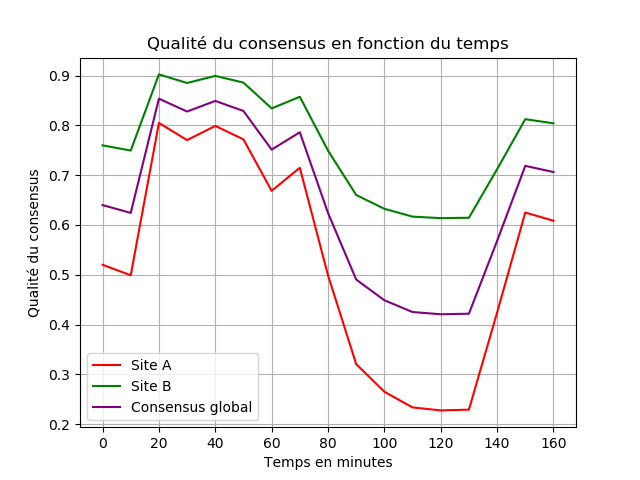 Qualité du consensus en fonction du temps
Qualité du consensus
0.9
0.8
0.7
0.6
0.5
0.4
0.3
0.2
Site A
Site B
Consensus global
0 20 40 60 80 100 120 140 160
Temps en minutes